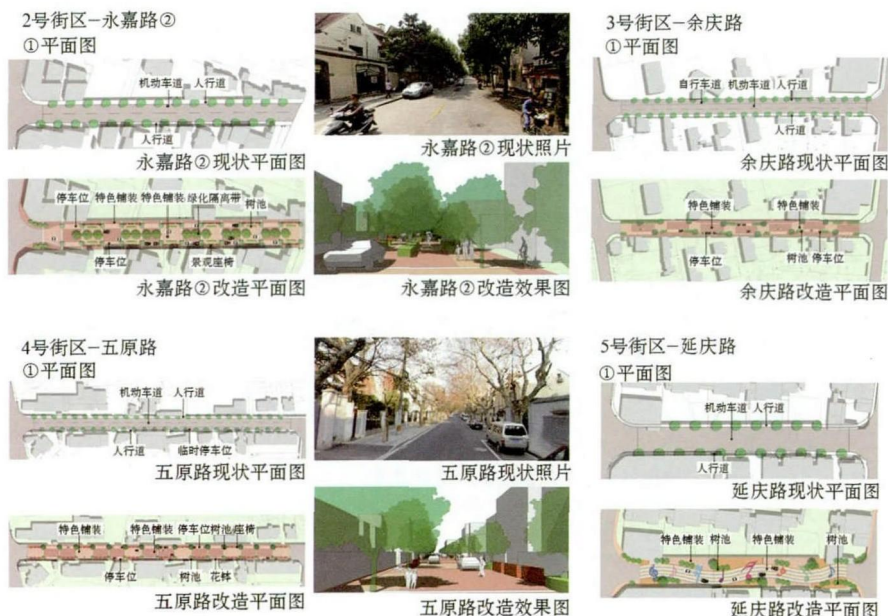 2号街区-永嘉路②
①平面图
机动车道 人行道
人行道
永嘉路②现状平面图
永嘉路②现状照片
停车位 特色铺装 特色铺装 绿化隔离带
树池
停车位
景观座椅
永嘉路②改造平面图
永嘉路②改造效果图
3号街区-余庆路
①平面图
自行车道 机动车道 人行道
人行道
余庆路现状平面图
特色铺装 特色铺装
树池 停车位
余庆路改造平面图
4号街区-五原路
①平面图
机动车道 人行道
人行道 临时停车位
五原路现状平面图
五原路现状照片
特色铺装 特色铺装 停车位 树池 座椅
停车位 树池 花钵
五原路改造平面图
五原路改造效果图
5号街区-延庆路
①平面图
机动车道 人行道
人行道
延庆路现状平面图
特色铺装 树池 特色铺装 树池
延庆路改造平面图